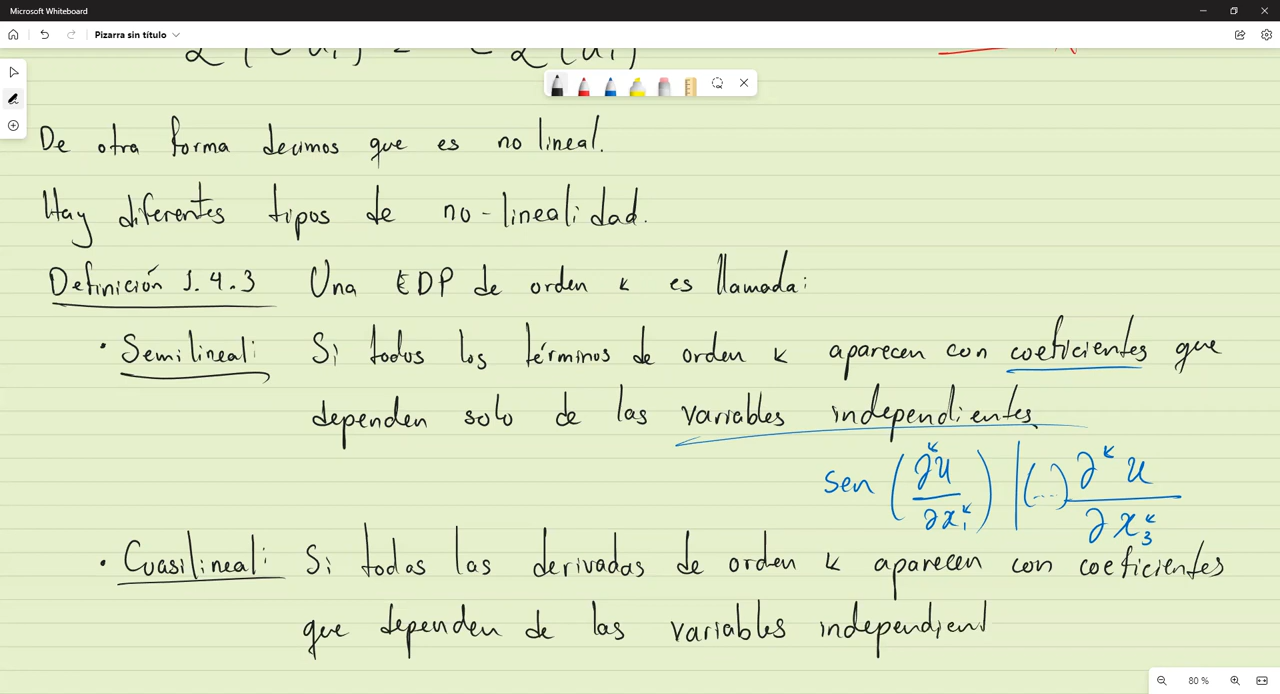 Microsoft Whiteboard
Pizarra sin título
De otra forma decimos que es no lineal.
Hay diferentes tipos de no-linealidad.
Definición 1.4.3 Una EDP de orden k es llamada:
• Semilineal: Si todos los términos de orden k aparecen con coeficientes que
dependen solo de las variables independientes.
sen (∂ᵏu/∂x₁ᵏ) | (...) ∂ᵏu/∂x₃ᵏ
• Cuasilineal: Si todas las derivadas de orden k aparecen con coeficientes
que dependen de las variables independient
80 %